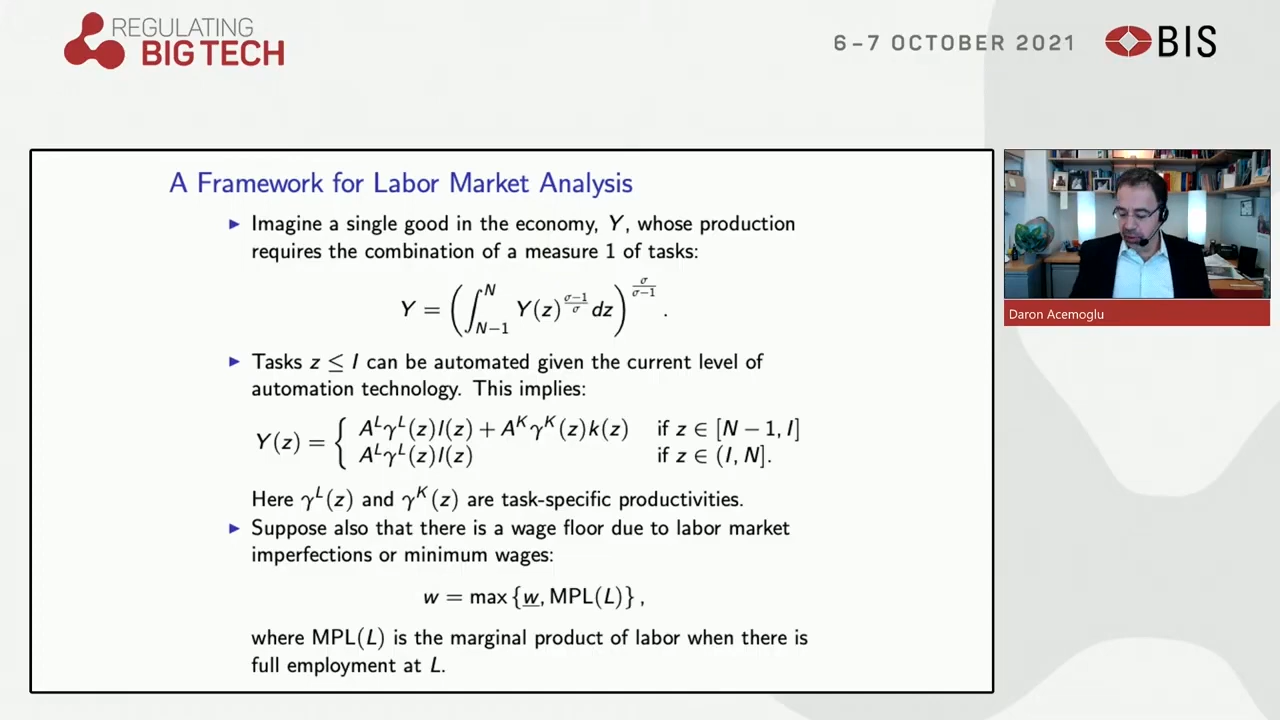 REGULATING
BIG TECH
6–7 OCTOBER 2021
BIS
A Framework for Labor Market Analysis
▶ Imagine a single good in the economy, Y, whose production
requires the combination of a measure 1 of tasks:
Y = (∫_{N−1}^{N} Y(z)^{\frac{σ−1}{σ}} dz)^{\frac{σ}{σ−1}} .
▶ Tasks z ≤ I can be automated given the current level of
automation technology. This implies:
Y(z) = { A^L γ^L(z)l(z) + A^K γ^K(z)k(z) if z ∈ [N − 1, I]
A^L γ^L(z)l(z) if z ∈ (I, N].
Here γ^L(z) and γ^K(z) are task-specific productivities.
▶ Suppose also that there is a wage floor due to labor market
imperfections or minimum wages:
w = max {w̲, MPL(L)} ,
where MPL(L) is the marginal product of labor when there is
full employment at L.
Daron Acemoglu